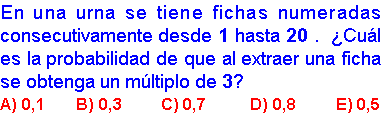 En una urna se tiene fichas numeradas
consecutivamente desde 1 hasta 20 . ¿Cuál
es la probabilidad de que al extraer una ficha
se obtenga un múltiplo de 3?
A) 0,1 B) 0,3 C) 0,7 D) 0,8 E) 0,5